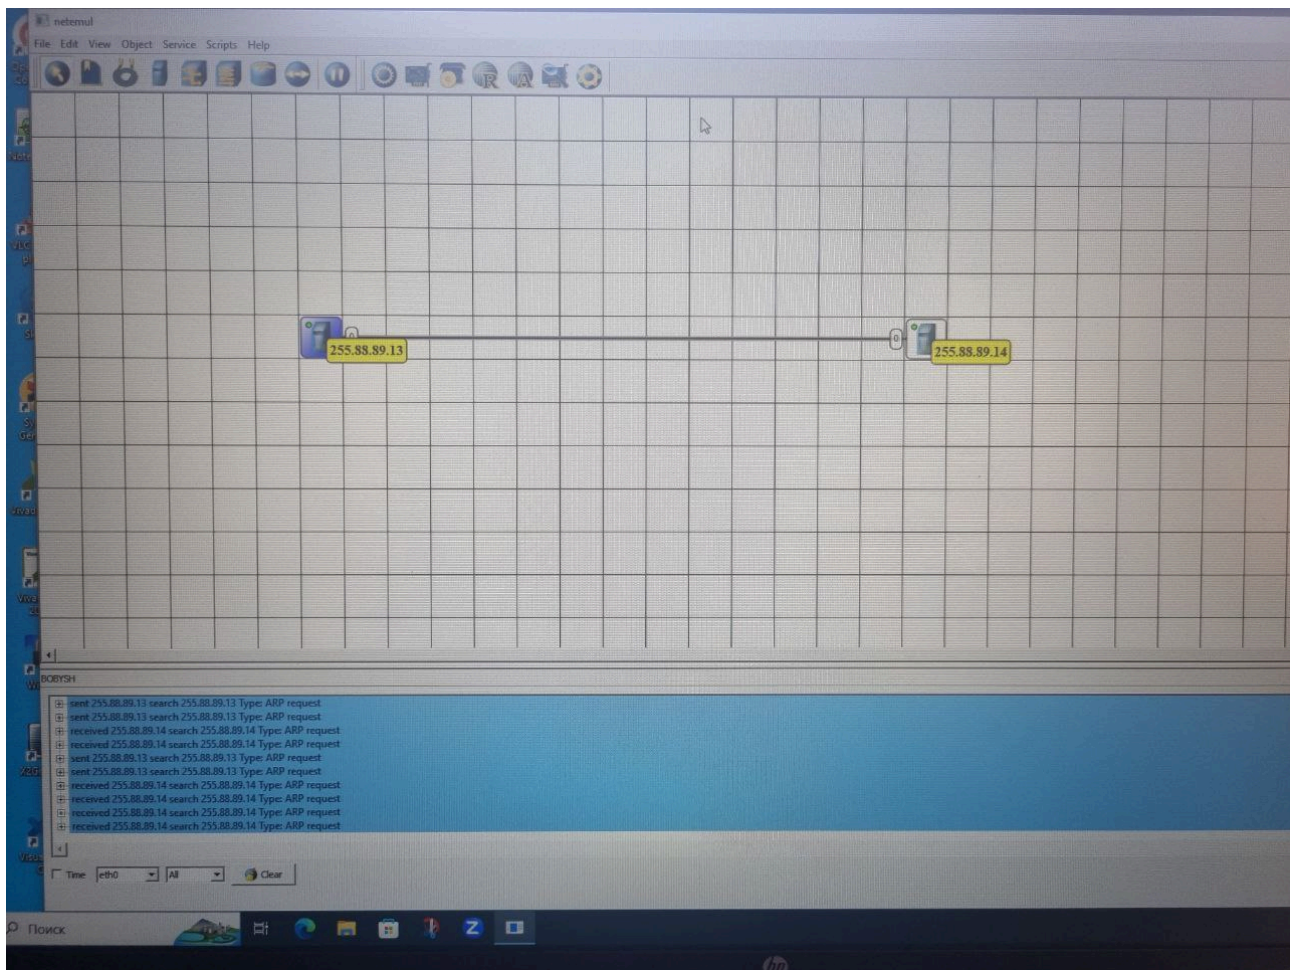 netemul
File Edit View Object Service Scripts Help
R A
0
255.88.89.13
0
255.88.89.14
BOBYSH
sent 255.88.89.13 search 255.88.89.13 Type: ARP request
sent 255.88.89.13 search 255.88.89.13 Type: ARP request
received 255.88.89.14 search 255.88.89.14 Type: ARP request
received 255.88.89.14 search 255.88.89.14 Type: ARP request
sent 255.88.89.13 search 255.88.89.13 Type: ARP request
sent 255.88.89.13 search 255.88.89.13 Type: ARP request
received 255.88.89.14 search 255.88.89.14 Type: ARP request
received 255.88.89.14 search 255.88.89.14 Type: ARP request
received 255.88.89.14 search 255.88.89.14 Type: ARP request
received 255.88.89.14 search 255.88.89.14 Type: ARP request
Time eth0 All Clear
Поиск
Z
hp